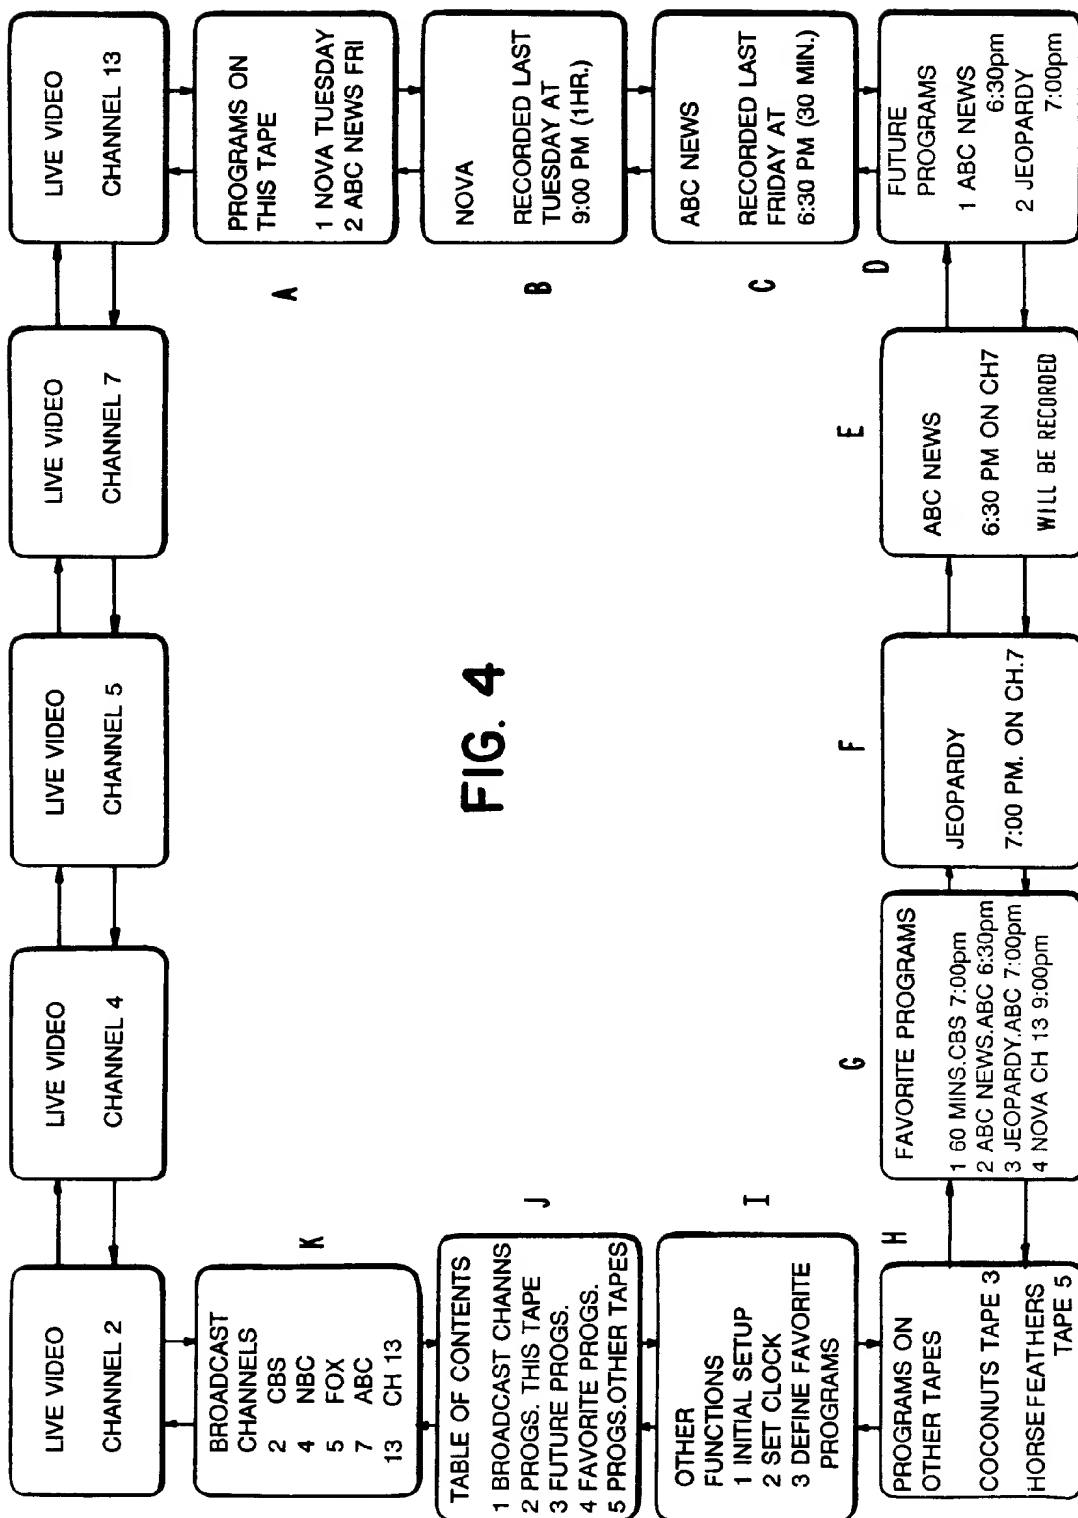 LIVE VIDEO
CHANNEL 2
LIVE VIDEO
CHANNEL 4
LIVE VIDEO
CHANNEL 5
LIVE VIDEO
CHANNEL 7
LIVE VIDEO
CHANNEL 13
PROGRAMS ON
THIS TAPE
1 NOVA TUESDAY
2 ABC NEWS FRI
A
NOVA
RECORDED LAST
TUESDAY AT
9:00 PM (1HR.)
B
ABC NEWS
RECORDED LAST
FRIDAY AT
6:30 PM (30 MIN.)
C
FUTURE
PROGRAMS
1 ABC NEWS
6:30pm
2 JEOPARDY
7:00pm
D
E
ABC NEWS
6:30 PM ON CH7
WILL BE RECORDED
F
JEOPARDY
7:00 PM. ON CH.7
G
FAVORITE PROGRAMS
1 60 MINS.CBS 7:00pm
2 ABC NEWS.ABC 6:30pm
3 JEOPARDY.ABC 7:00pm
4 NOVA CH 13 9:00pm
H
PROGRAMS ON
OTHER TAPES
COCONUTS TAPE 3
HORSEFEATHERS
TAPE 5
I
OTHER
FUNCTIONS
1 INITIAL SETUP
2 SET CLOCK
3 DEFINE FAVORITE
PROGRAMS
J
TABLE OF CONTENTS
1 BROADCAST CHANNS
2 PROGS. THIS TAPE
3 FUTURE PROGS.
4 FAVORITE PROGS.
5 PROGS.OTHER TAPES
K
BROADCAST
CHANNELS
2 CBS
4 NBC
5 FOX
7 ABC
13 CH 13
FIG. 4